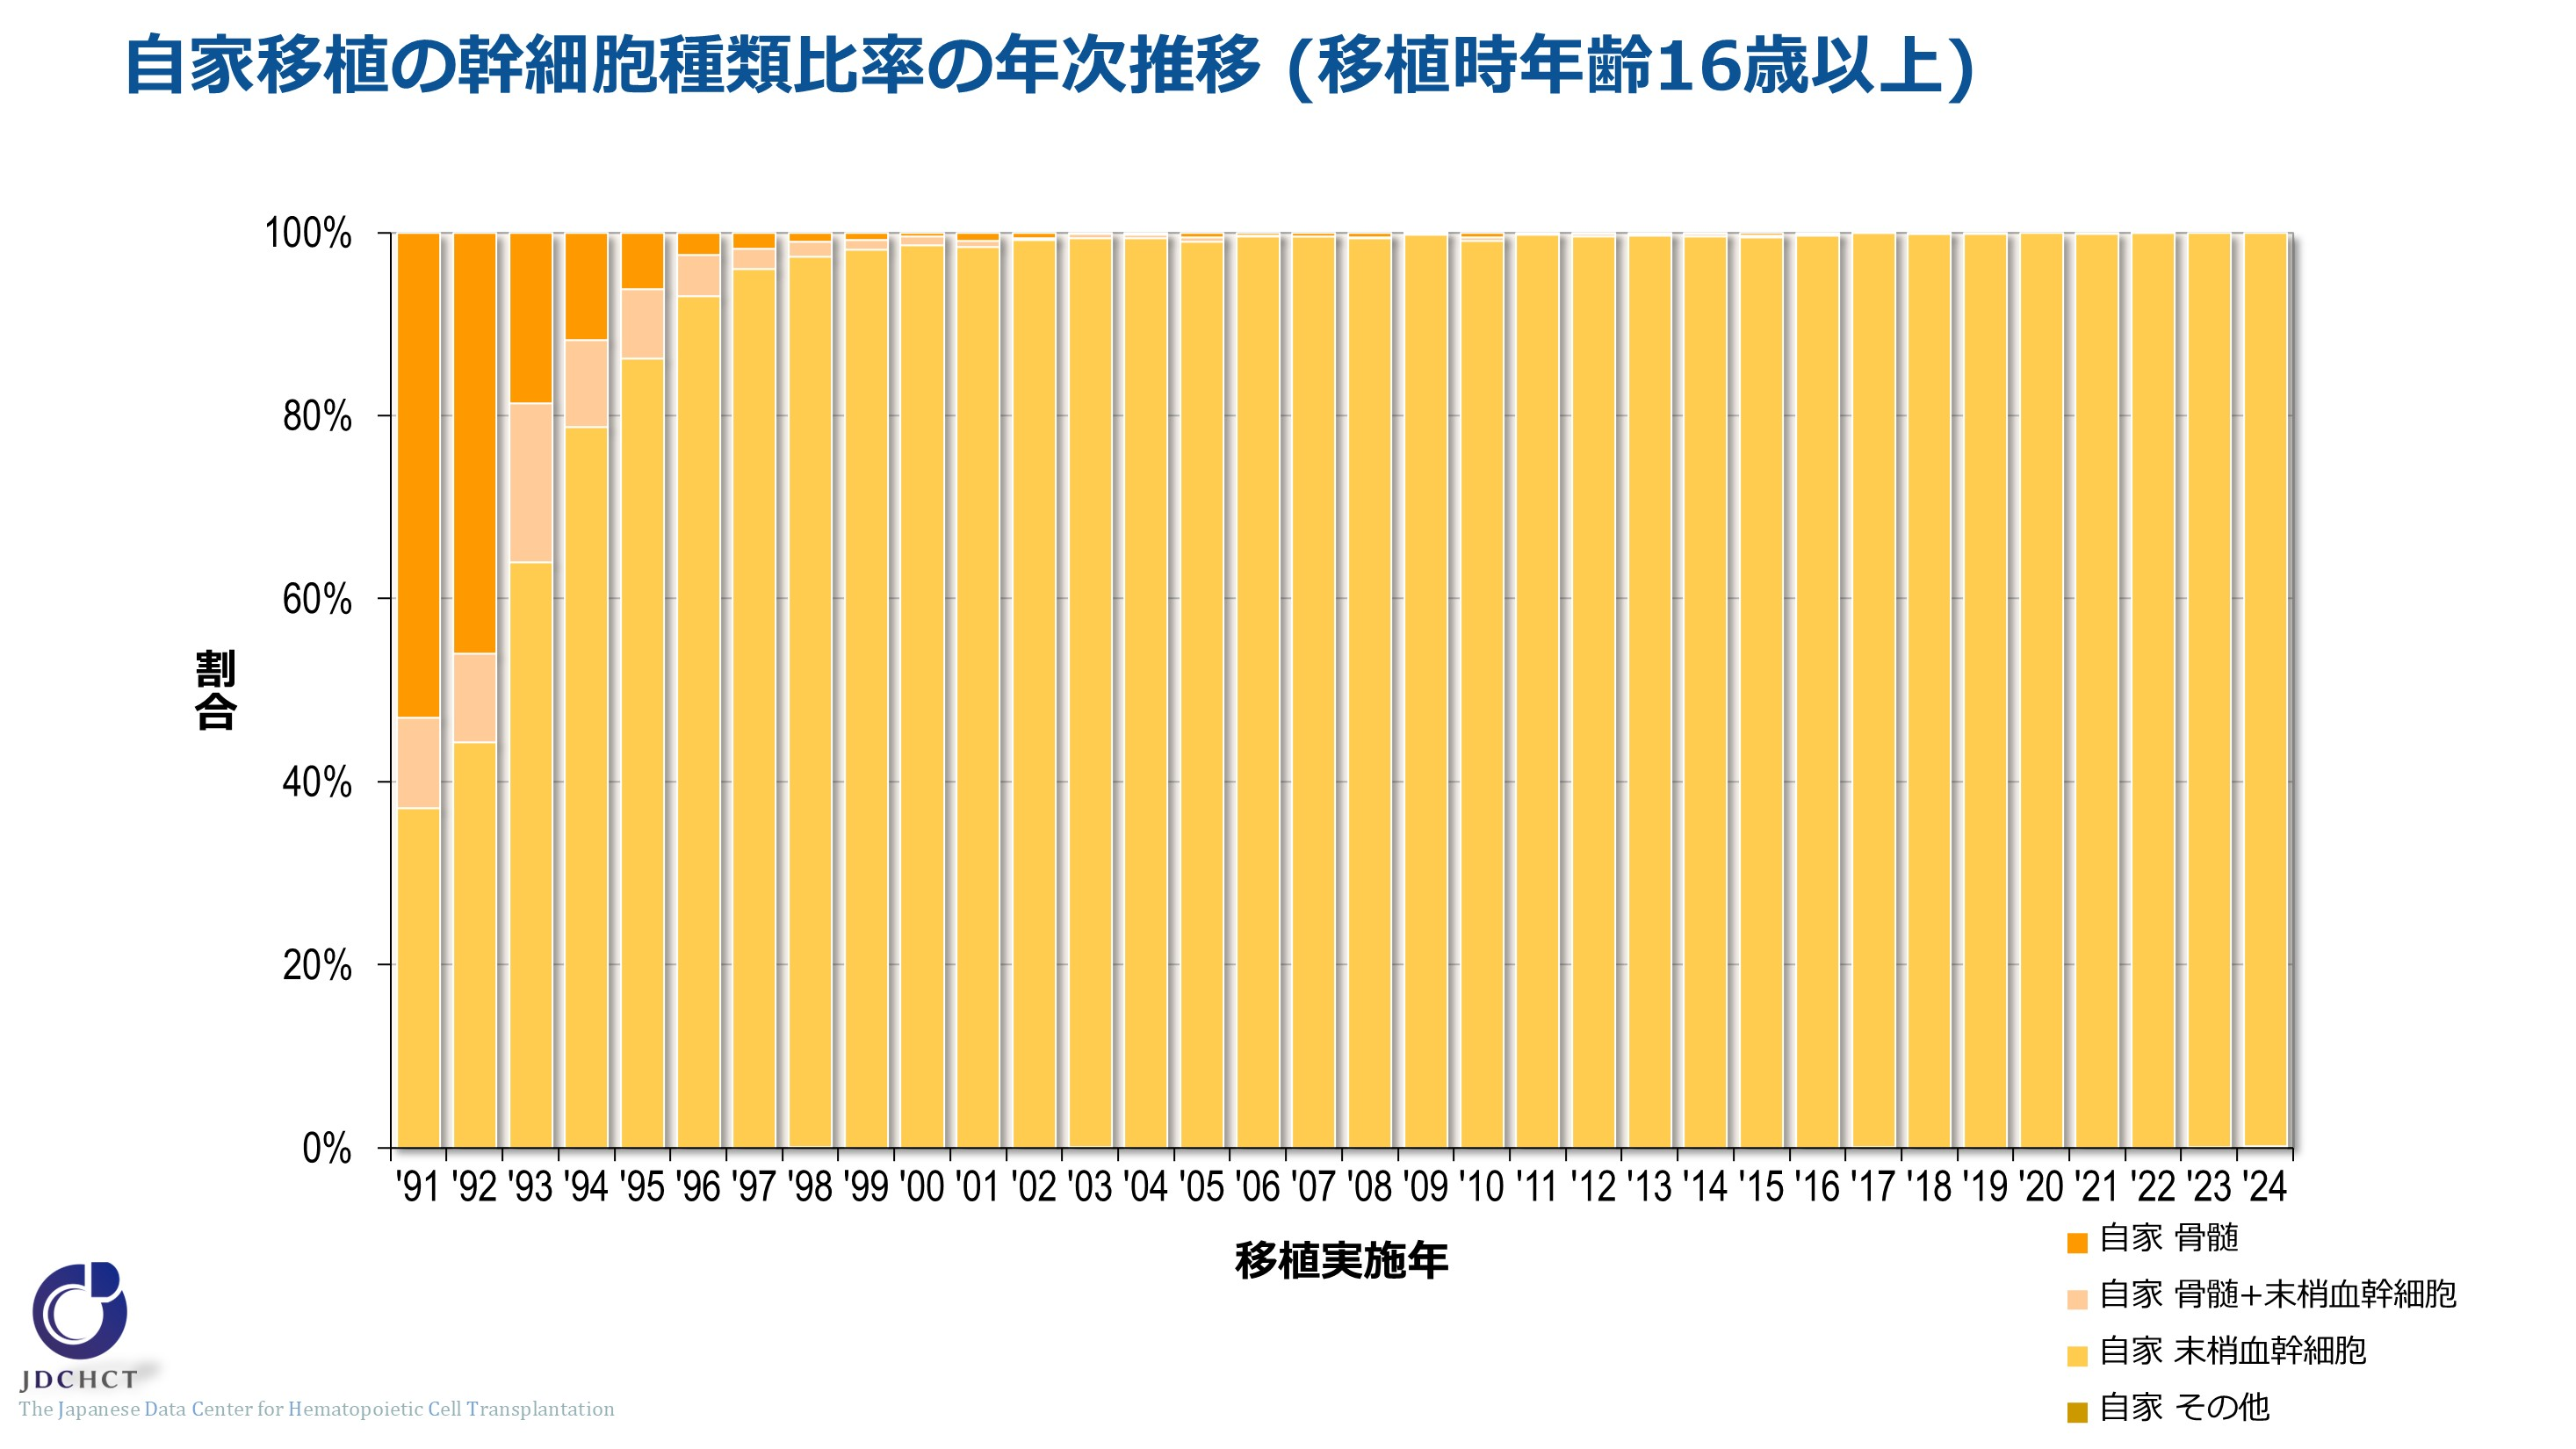 自家移植の幹細胞種類比率の年次推移 (移植時年齢16歳以上)
100%
80%
60%
40%
20%
0%
割合
'91 '92 '93 '94 '95 '96 '97 '98 '99 '00 '01 '02 '03 '04 '05 '06 '07 '08 '09 '10 '11 '12 '13 '14 '15 '16 '17 '18 '19 '20 '21 '22 '23 '24
移植実施年
自家 骨髄
自家 骨髄+末梢血幹細胞
自家 末梢血幹細胞
自家 その他
JDCHCT
The Japanese Data Center for Hematopoietic Cell Transplantation